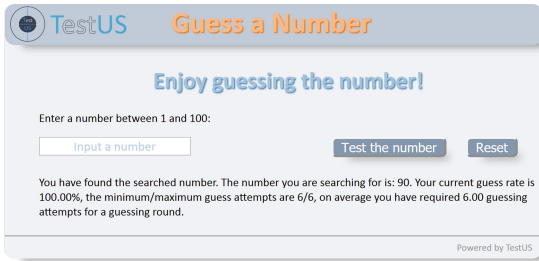 Test
TestUS
Guess a Number
Enjoy guessing the number!
Enter a number between 1 and 100:
Input a number
Test the number
Reset
You have found the searched number. The number you are searching for is: 90. Your current guess rate is
100.00%, the minimum/maximum guess attempts are 6/6, on average you have required 6.00 guessing
attempts for a guessing round.
Powered by TestUS